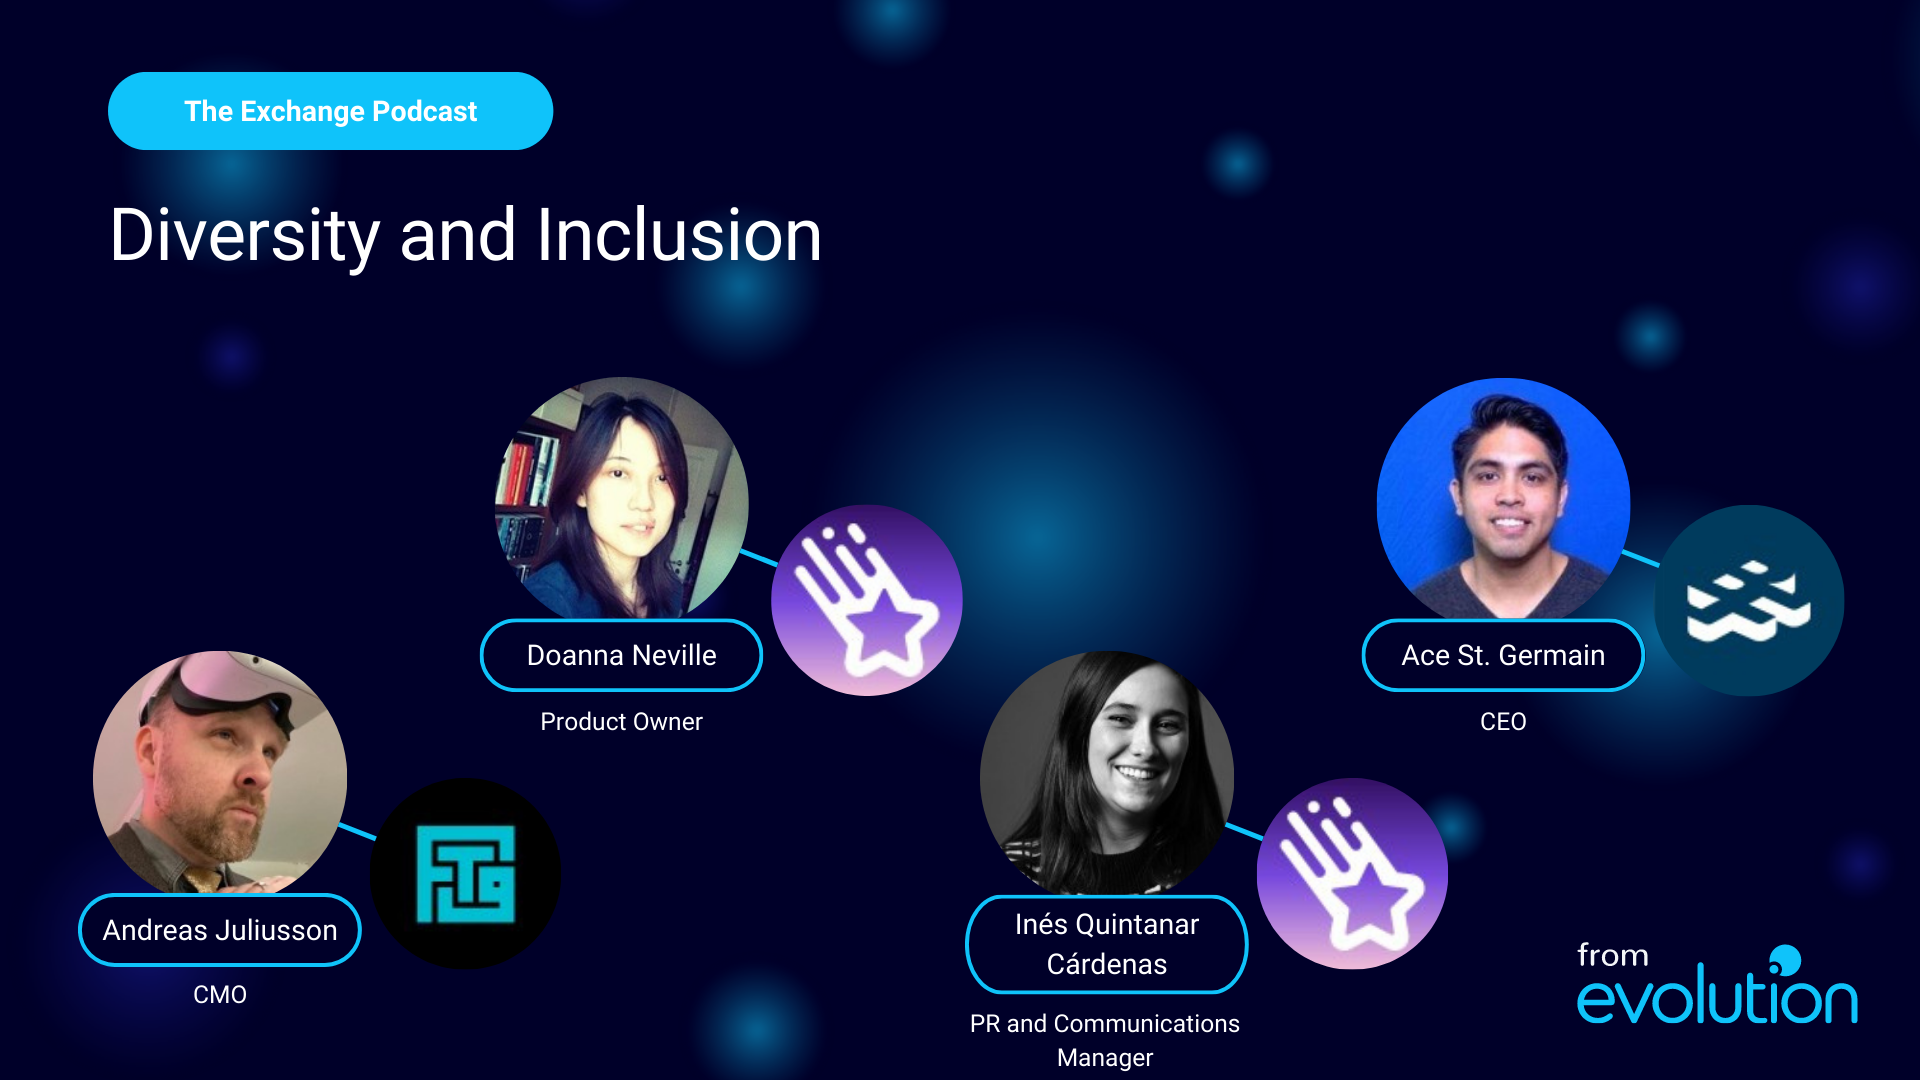 The Exchange Podcast
Diversity and Inclusion
Doanna Neville
Product Owner
Ace St. Germain
CEO
Andreas Juliusson
CMO
Inés Quintanar
Cárdenas
PR and Communications
Manager
from
evolution